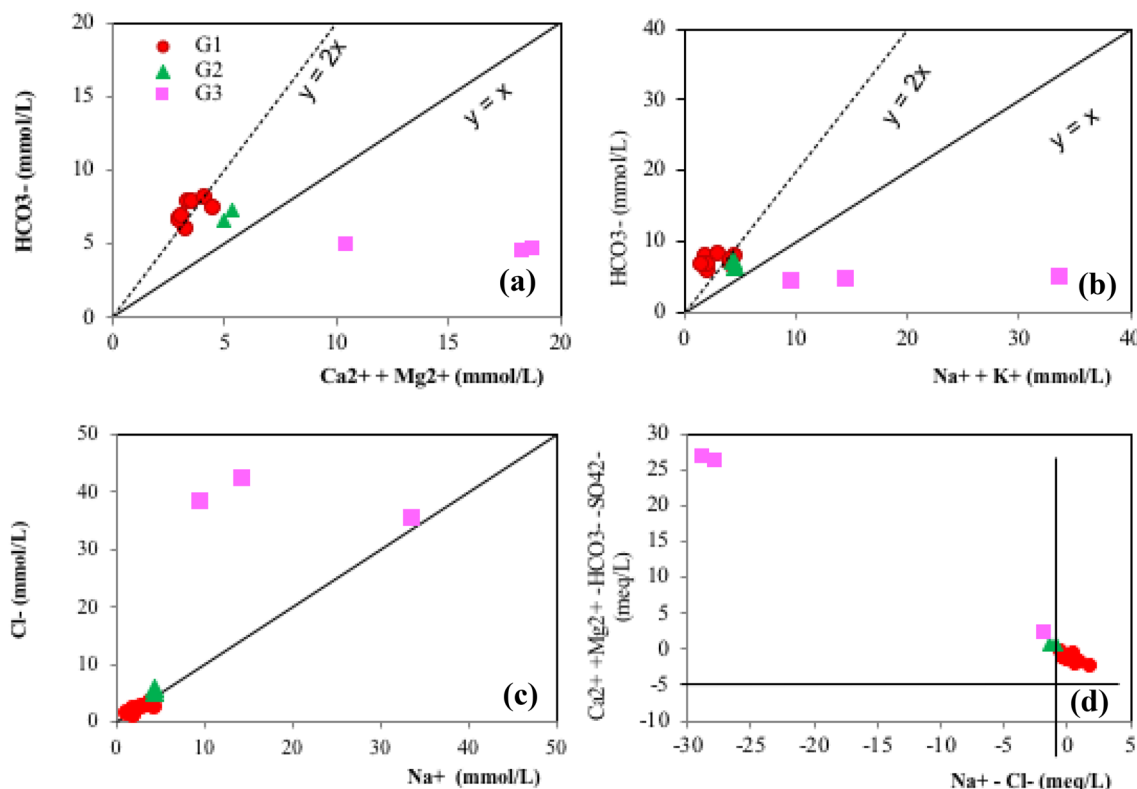 20
15
10
5
0
HCO3- (mmol/L)
G1
G2
G3
y = 2x
y = x
(a)
0 5 10 15 20
Ca2+ + Mg2+ (mmol/L)
40
30
20
10
0
HCO3- (mmol/L)
y = 2x
y = x
(b)
0 10 20 30 40
Na+ + K+ (mmol/L)
50
40
30
20
10
0
Cl- (mmol/L)
(c)
0 10 20 30 40 50
Na+ (mmol/L)
30
25
20
15
10
5
0
-5
-10
Ca2+ +Mg2+ -HCO3- -SO42-
(meq/L)
(d)
-30 -25 -20 -15 -10 -5 0 5
Na+ - Cl- (meq/L)